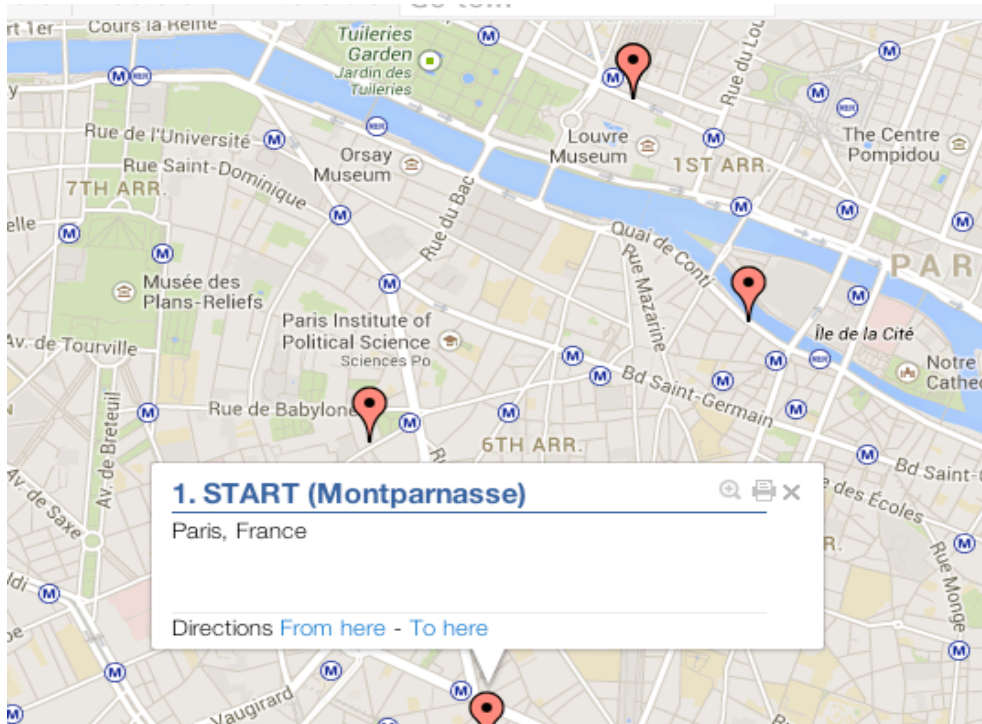 Cours la Reine
Tuileries
Garden
Jardin des
Tuileries
Rue du Lou
M
RER
Rue de l'Université
Orsay
Museum
Louvre
Museum
1ST ARR.
The Centre
Pompidou
Rue Saint-Dominique
7TH ARR.
Rue du Bac
elle
Quai de Conti
Rue Mazarine
PAR
Musée des
Plans-Reliefs
Paris Institute of
Political Science
Sciences Po
Île de la Cité
Av. de Tourville
Notre
Cathe
Bd Saint-Germain
Rue de Babylone
Av. de Breteuil
6TH ARR.
Bd Saint-
Av. de Saxe
1. START (Montparnasse)
Paris, France
Directions From here - To here
e des Écoles
R.
Rue Monge
Vaugirard